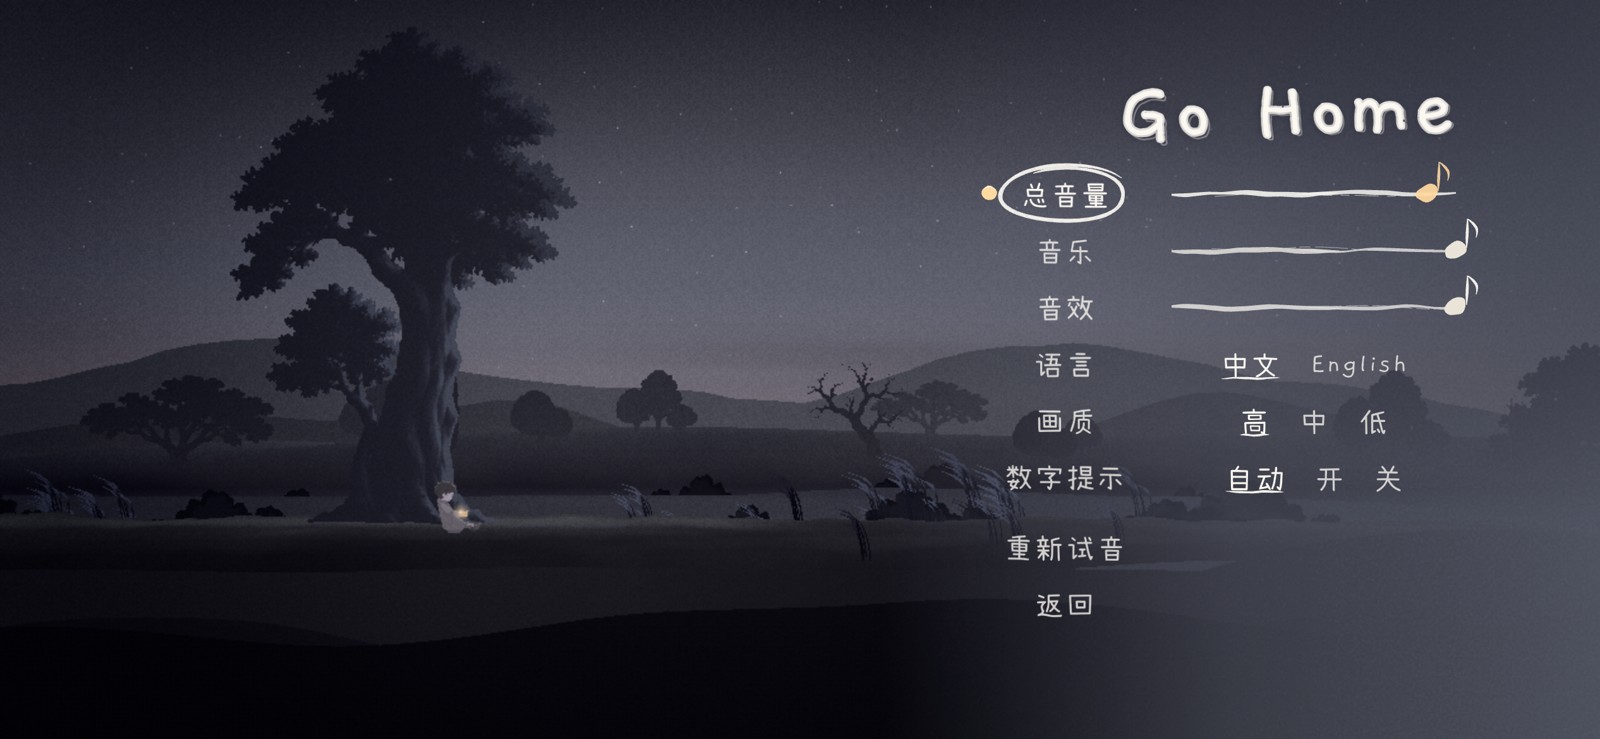 Go Home
总音量
音乐
音效
语言 中文 English
画质 高 中 低
数字提示 自动 开 关
重新试音
返回